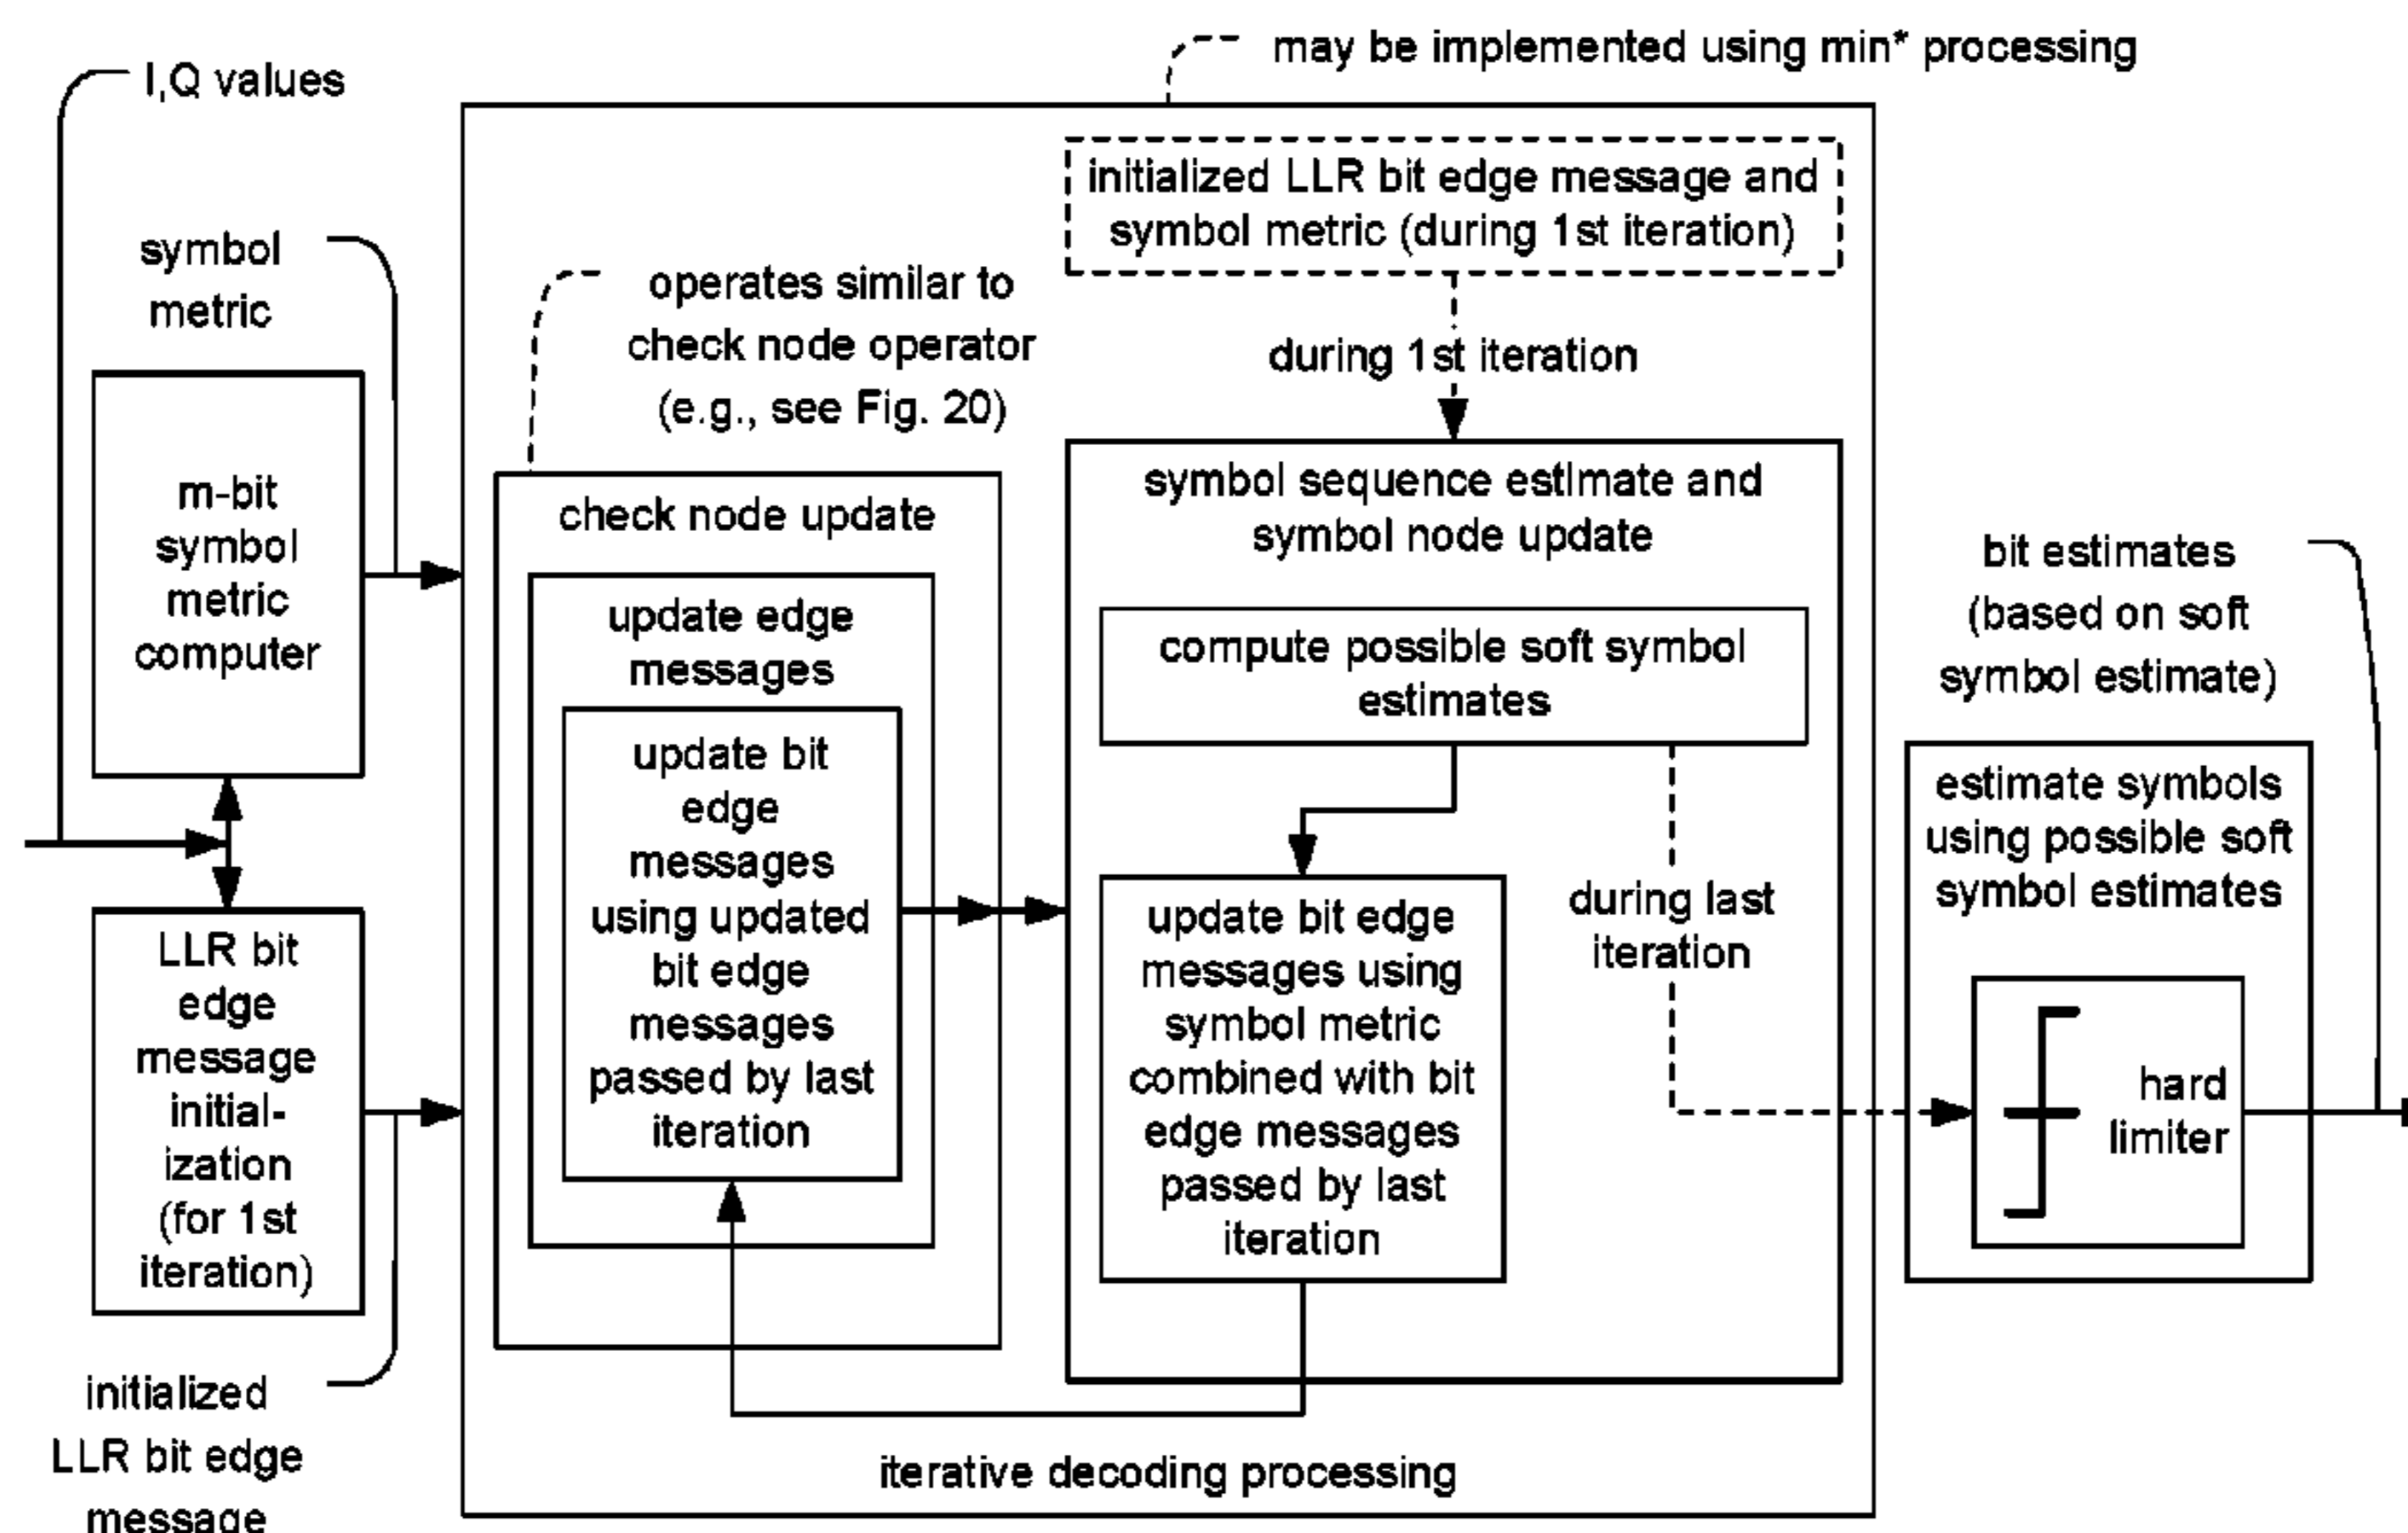 I,Q values
may be implemented using min* processing
symbol
metric
initialized LLR bit edge message and
symbol metric (during 1st iteration)
operates similar to
check node operator
(e.g., see Fig. 20)
during 1st iteration
m-bit
symbol
metric
computer
check node update
update edge
messages
update bit
edge
messages
using updated
bit edge
messages
passed by last
iteration
symbol sequence estimate and
symbol node update
compute possible soft symbol
estimates
update bit edge
messages using
symbol metric
combined with bit
edge messages
passed by last
iteration
during last
iteration
bit estimates
(based on soft
symbol estimate)
estimate symbols
using possible soft
symbol estimates
hard
limiter
LLR bit
edge
message
initial-
ization
(for 1st
iteration)
initialized
LLR bit edge
message
iterative decoding processing